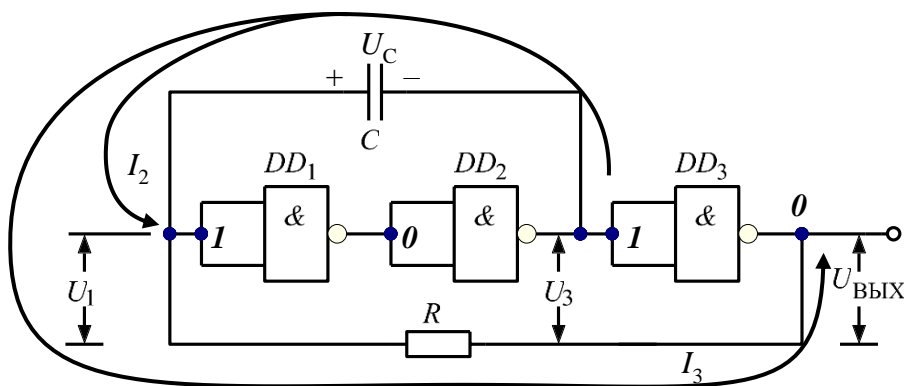 U_C
+ −
C
I_2
DD_1
DD_2
DD_3
& & &
1 0 1 0
U_1
U_3
U_ВЫХ
R
I_3